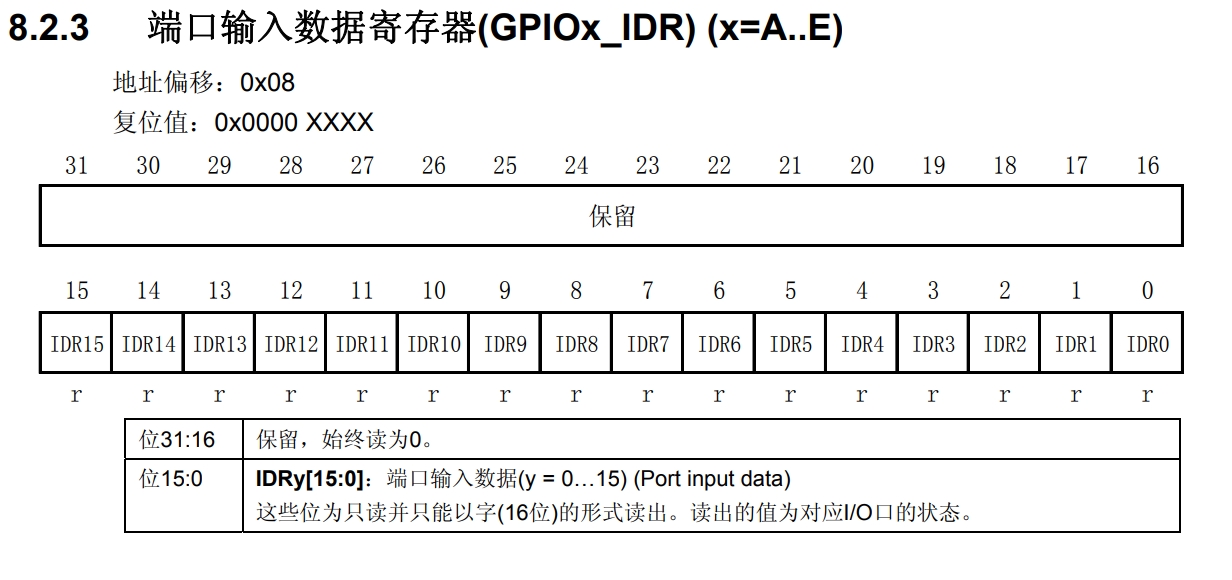 8.2.3 端口输入数据寄存器(GPIOx_IDR) (x=A..E)
地址偏移：0x08
复位值：0x0000 XXXX
31 30 29 28 27 26 25 24 23 22 21 20 19 18 17 16
保留
15 14 13 12 11 10 9 8 7 6 5 4 3 2 1 0
IDR15 IDR14 IDR13 IDR12 IDR11 IDR10 IDR9 IDR8 IDR7 IDR6 IDR5 IDR4 IDR3 IDR2 IDR1 IDR0
r r r r r r r r r r r r r r r r
位31:16 保留，始终读为0。
位15:0 IDRy[15:0]：端口输入数据(y = 0…15) (Port input data)
这些位为只读并只能以字(16位)的形式读出。读出的值为对应I/O口的状态。